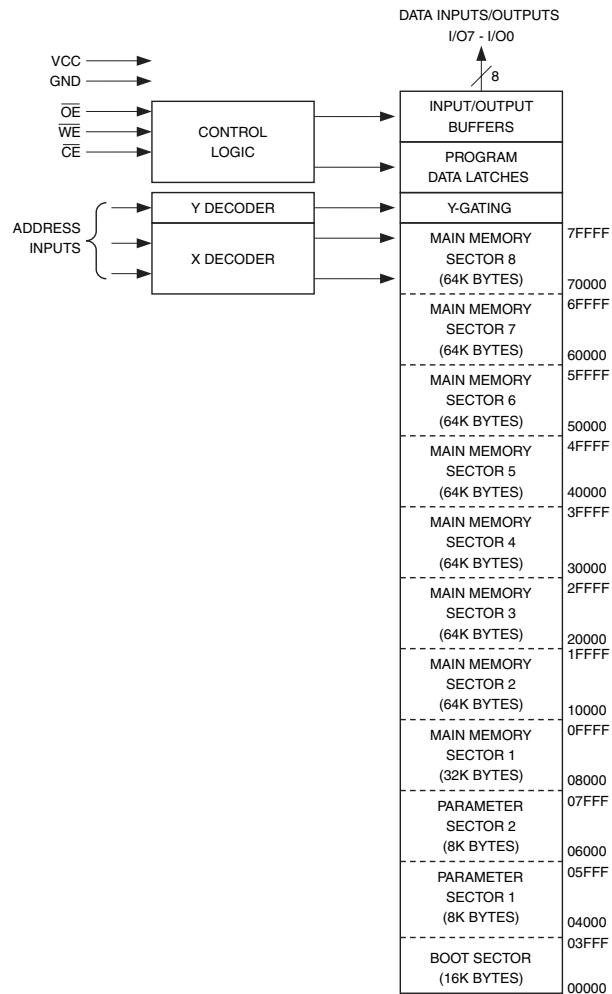 DATA INPUTS/OUTPUTS
I/O7 - I/O0
8
VCC
GND
OE
WE
CE
CONTROL
LOGIC
INPUT/OUTPUT
BUFFERS
PROGRAM
DATA LATCHES
ADDRESS
INPUTS
Y DECODER
X DECODER
Y-GATING
MAIN MEMORY
SECTOR 8
(64K BYTES)
7FFFF
70000
MAIN MEMORY
SECTOR 7
(64K BYTES)
6FFFF
60000
MAIN MEMORY
SECTOR 6
(64K BYTES)
5FFFF
50000
MAIN MEMORY
SECTOR 5
(64K BYTES)
4FFFF
40000
MAIN MEMORY
SECTOR 4
(64K BYTES)
3FFFF
30000
MAIN MEMORY
SECTOR 3
(64K BYTES)
2FFFF
20000
MAIN MEMORY
SECTOR 2
(64K BYTES)
1FFFF
10000
MAIN MEMORY
SECTOR 1
(32K BYTES)
0FFFF
08000
PARAMETER
SECTOR 2
(8K BYTES)
07FFF
06000
PARAMETER
SECTOR 1
(8K BYTES)
05FFF
04000
BOOT SECTOR
(16K BYTES)
03FFF
00000